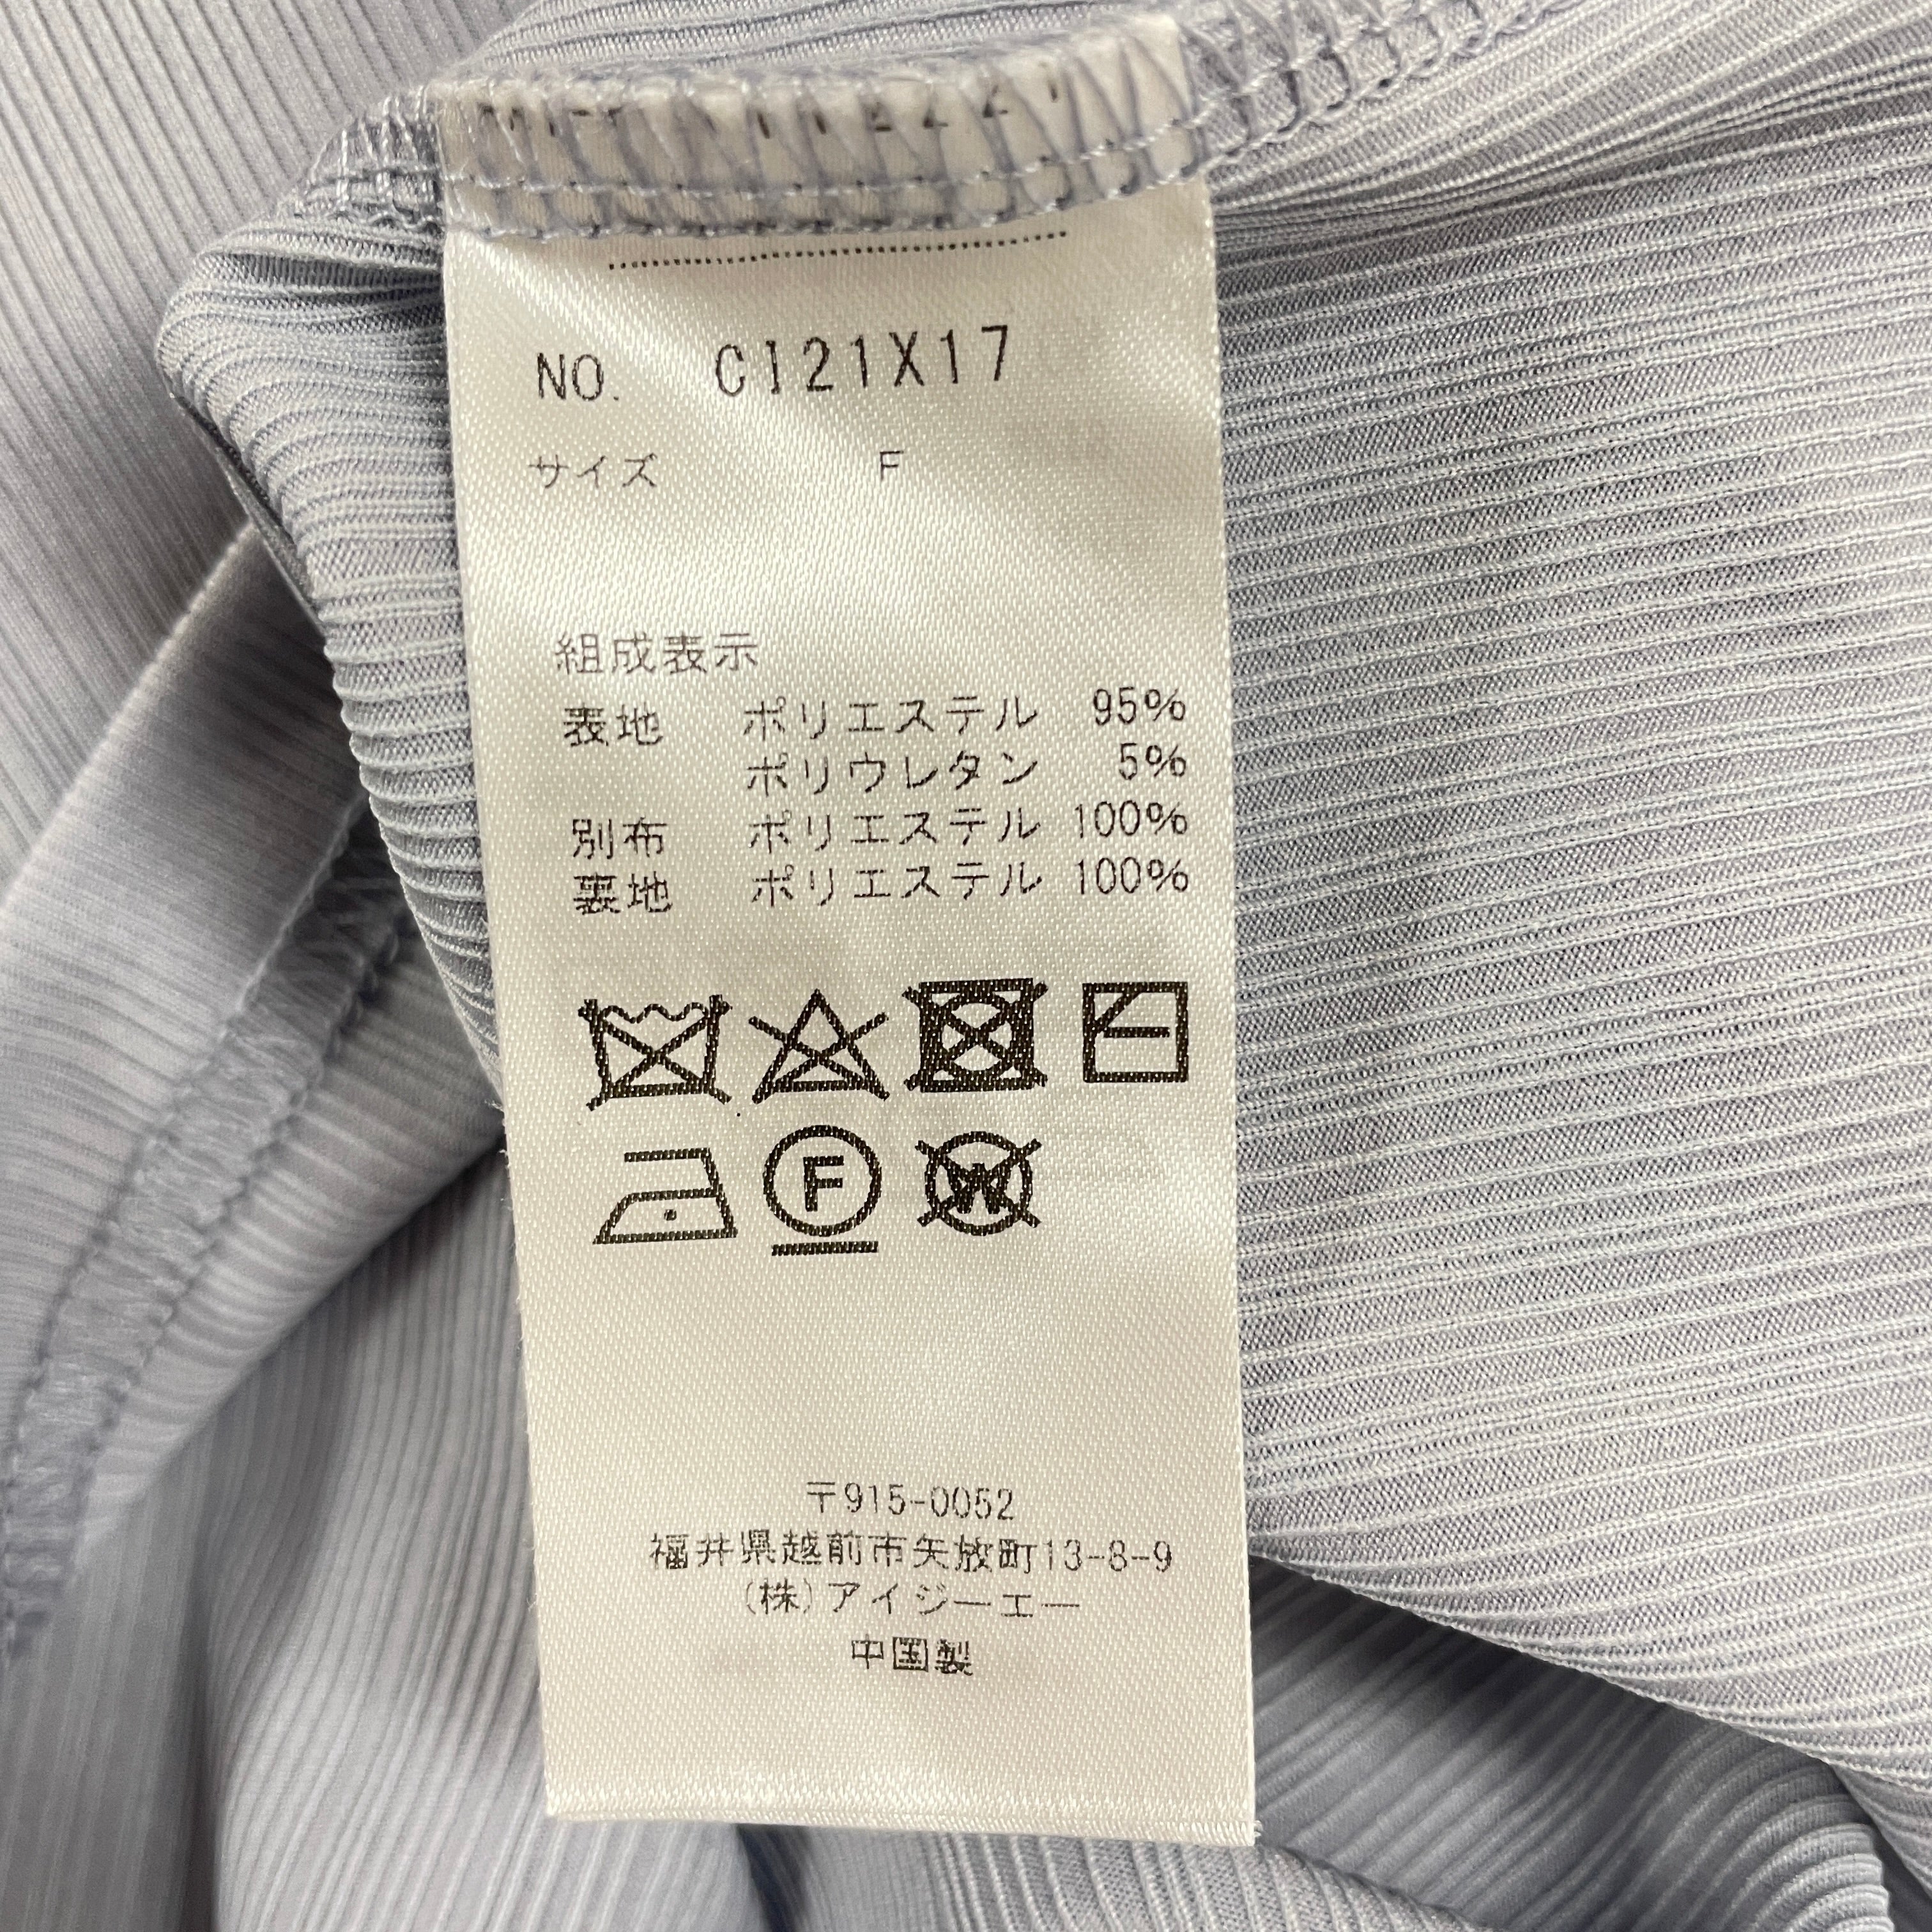 NO. CI21X17
サイズ F
組成表示
表地 ポリエステル 95%
ポリウレタン 5%
別布 ポリエステル 100%
裏地 ポリエステル 100%
F
W
〒915-0052
福井県越前市矢放町13-8-9
(株)アイジーエー
中国製